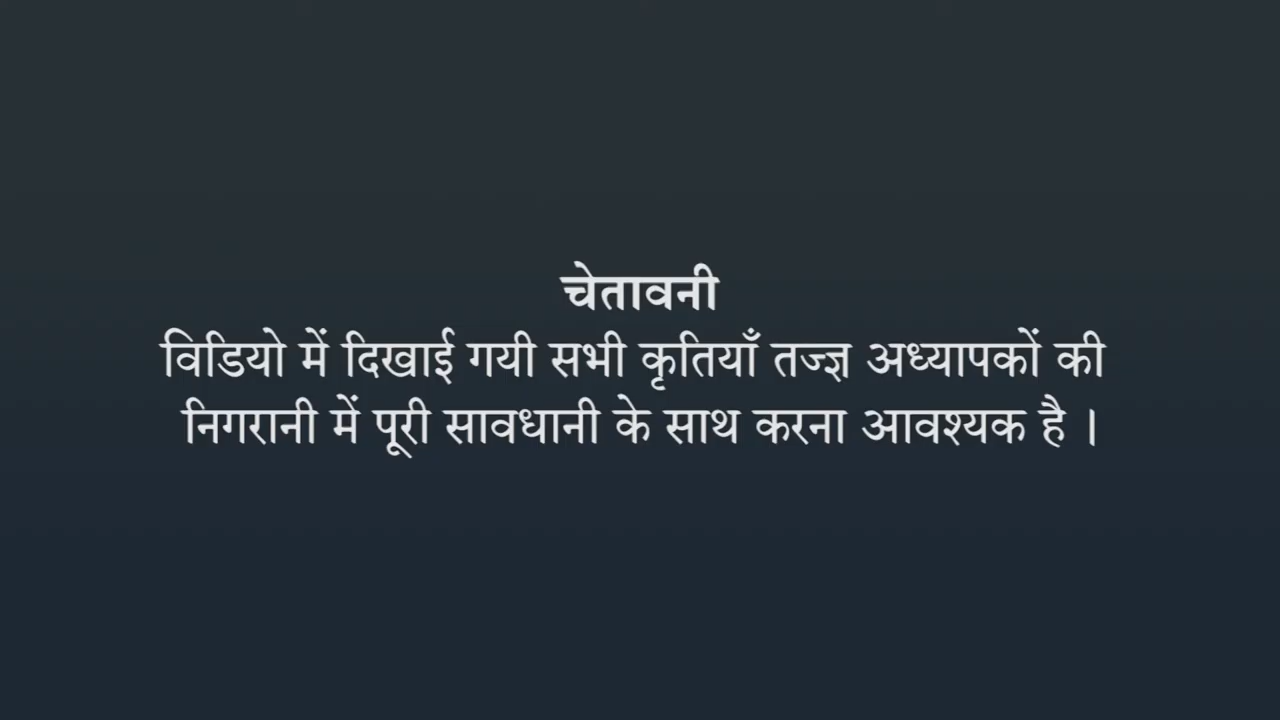 चेतावनी
विडियो में दिखाई गयी सभी कृतियाँ तज्ज्ञ अध्यापकों की
निगरानी में पूरी सावधानी के साथ करना आवश्यक है ।